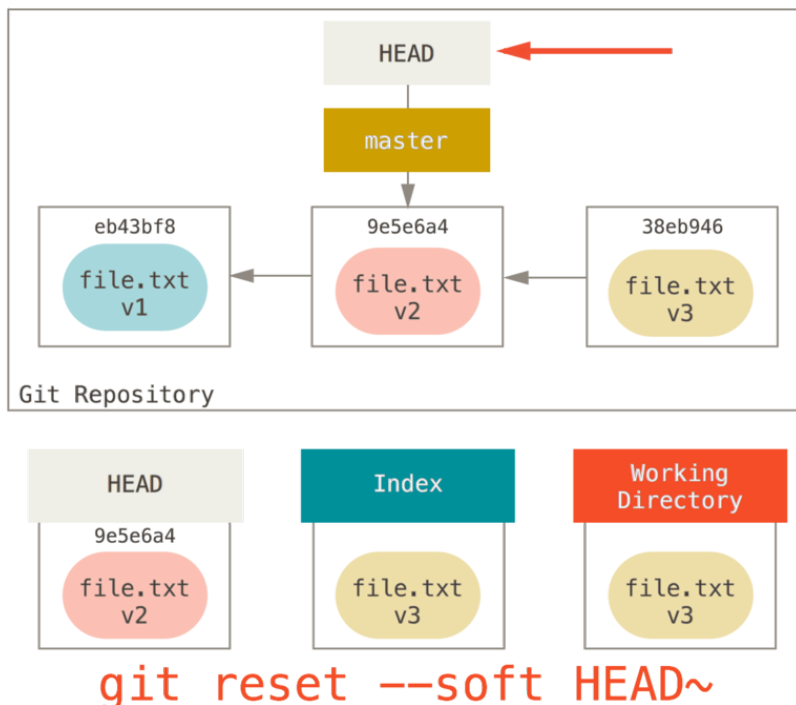 HEAD
master
eb43bf8
file.txt
v1
9e5e6a4
file.txt
v2
38eb946
file.txt
v3
Git Repository
HEAD
9e5e6a4
file.txt
v2
Index
file.txt
v3
Working
Directory
file.txt
v3
git reset --soft HEAD~